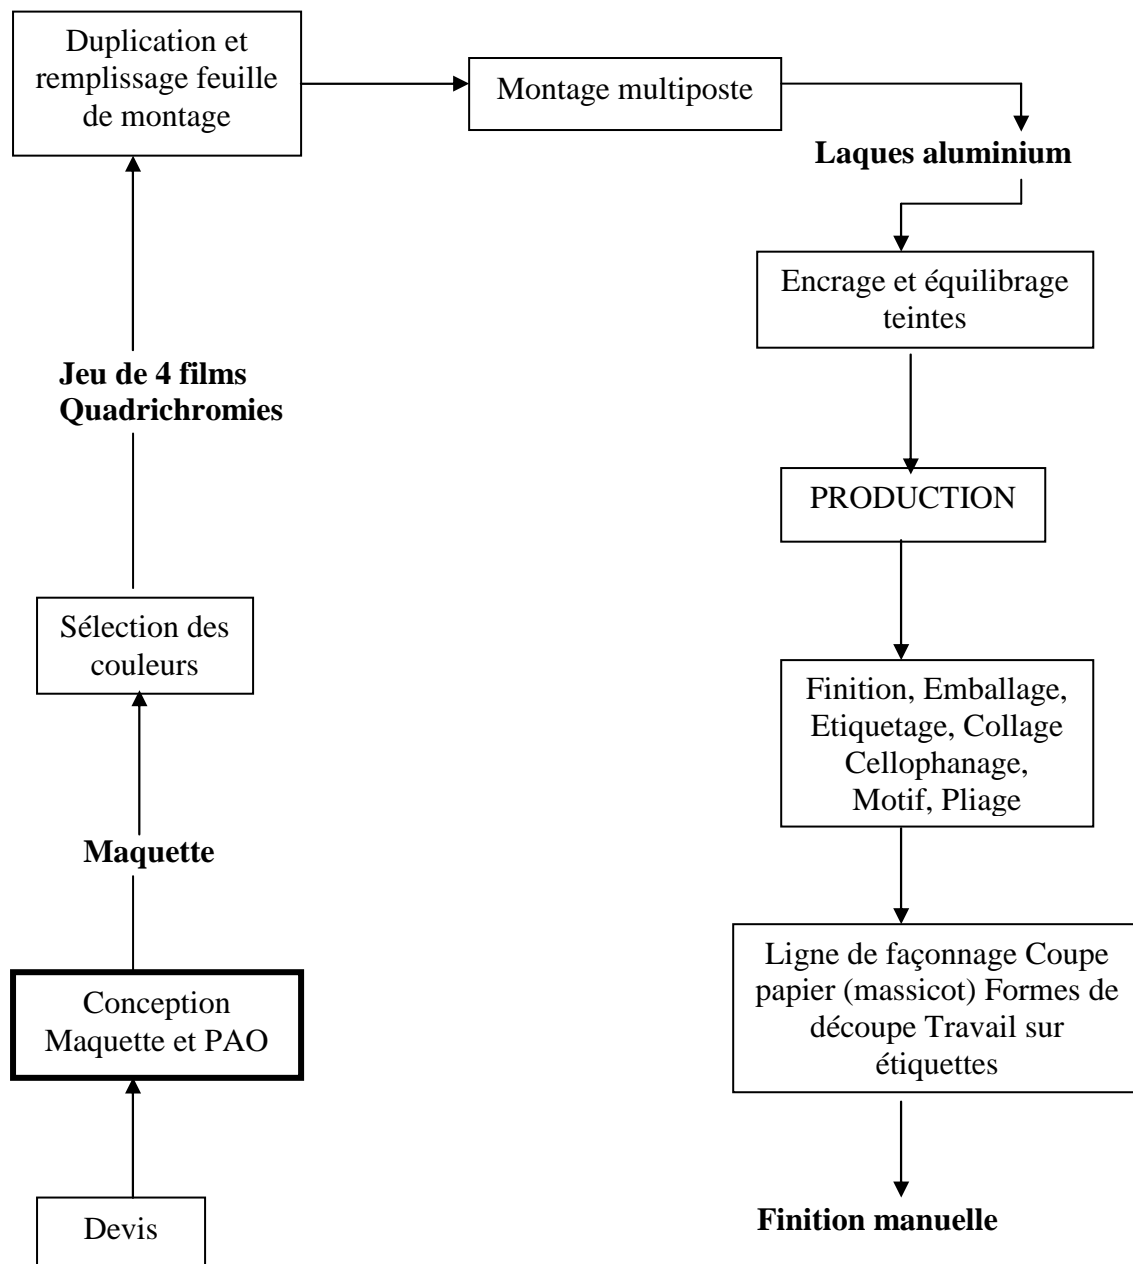 Duplication et
remplissage feuille
de montage
Montage multiposte
Laques aluminium
Encrage et équilibrage
teintes
Jeu de 4 films
Quadrichromies
PRODUCTION
Sélection des
couleurs
Finition, Emballage,
Etiquetage, Collage
Cellophanage,
Motif, Pliage
Maquette
Ligne de façonnage Coupe
papier (massicot) Formes de
découpe Travail sur
étiquettes
Conception
Maquette et PAO
Devis
Finition manuelle